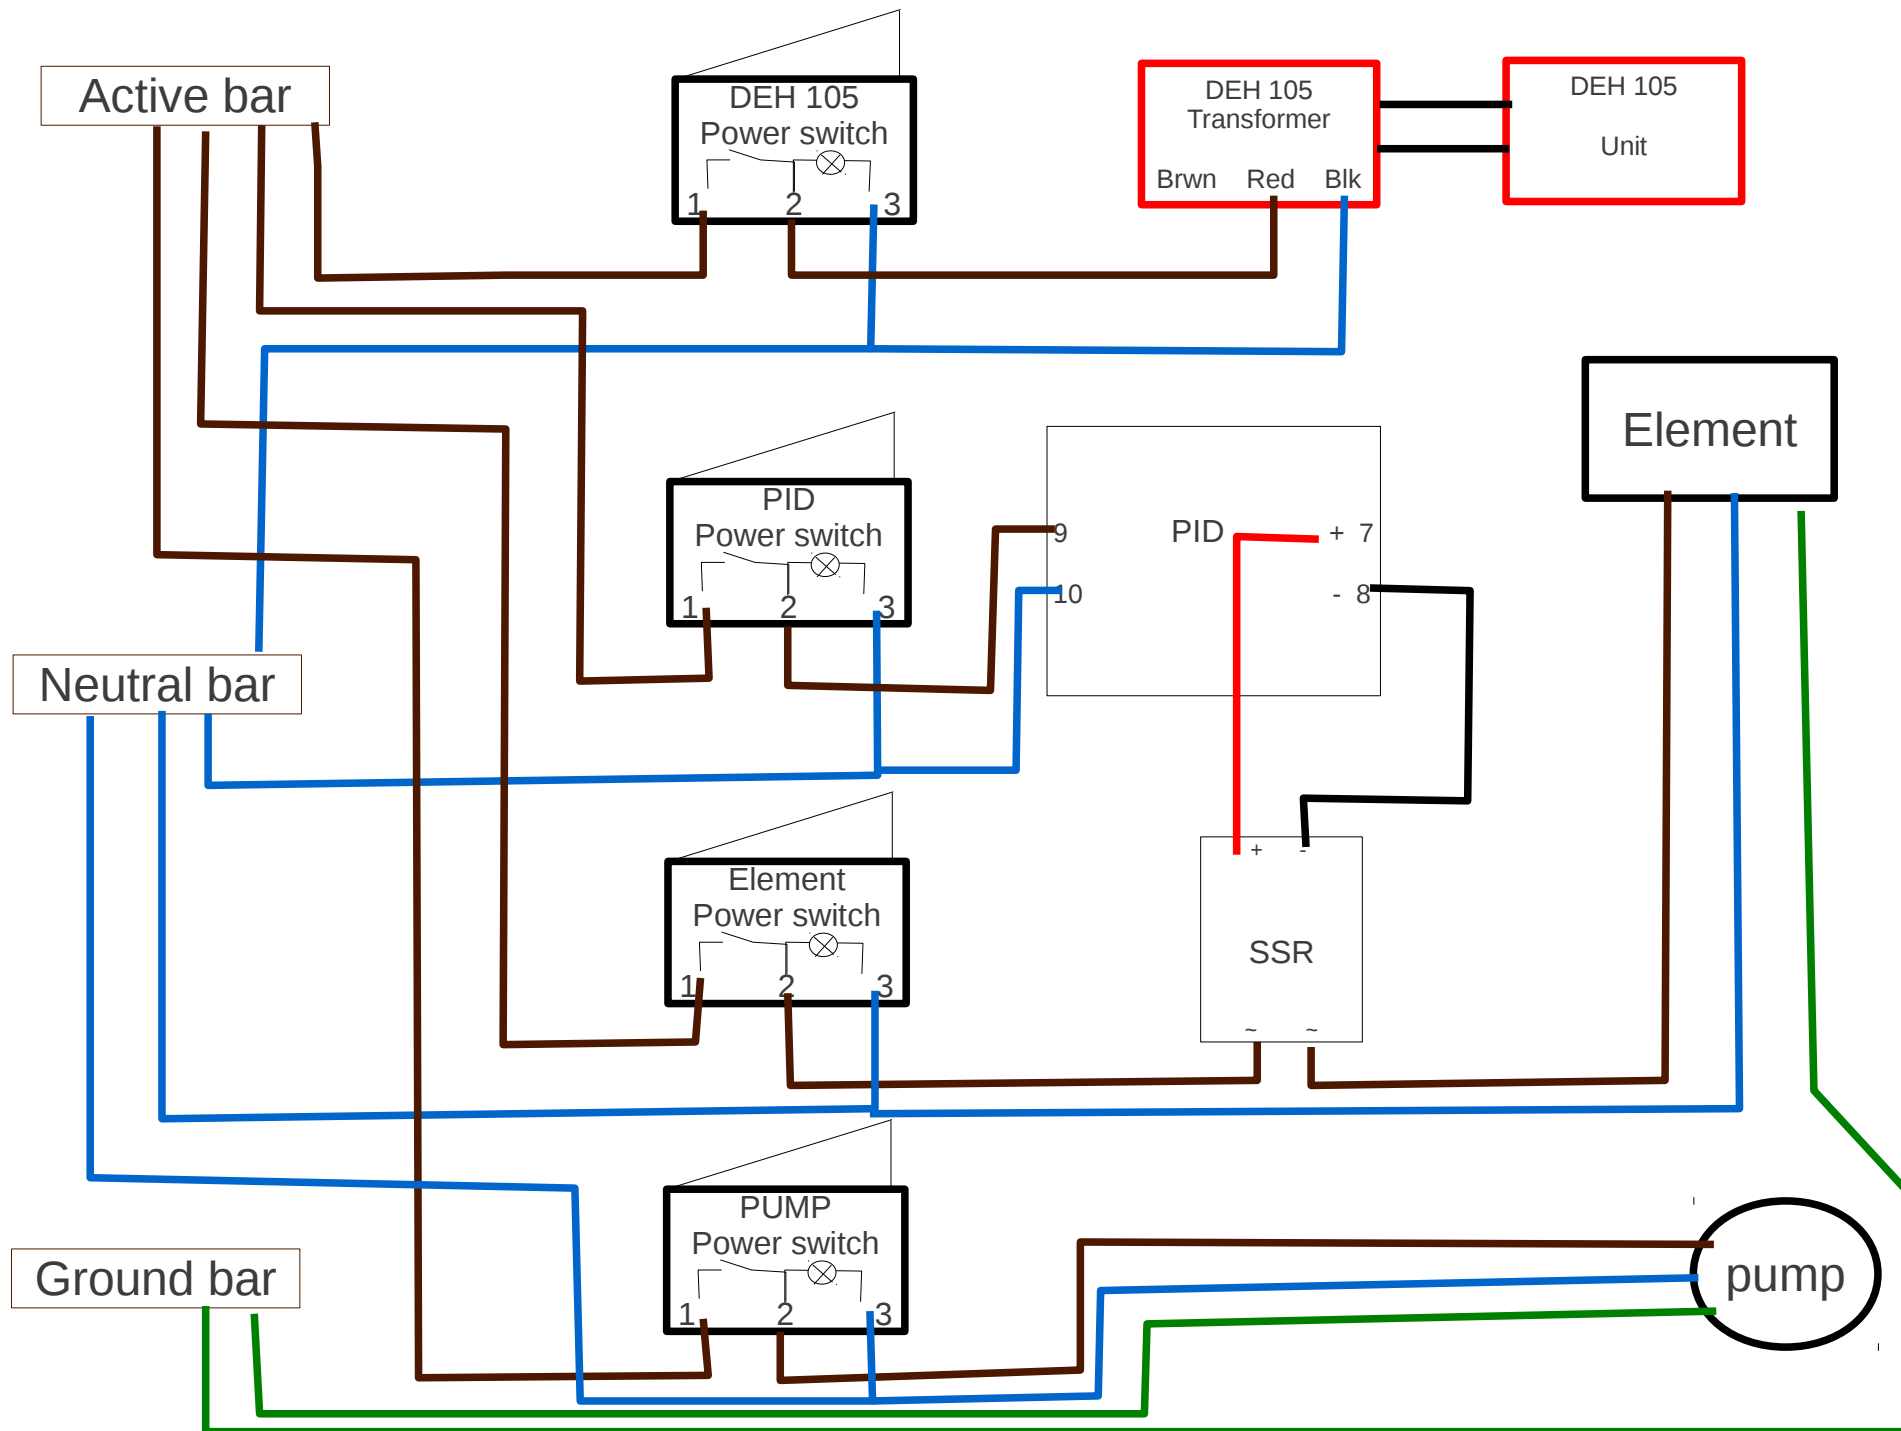 Active bar
DEH 105
Power switch
1 2 3
DEH 105
Transformer
Brwn Red Blk
DEH 105
Unit
Element
PID
Power switch
1 2 3
PID
9
10
+ 7
- 8
Neutral bar
Element
Power switch
1 2 3
+ -
SSR
~ ~
PUMP
Power switch
1 2 3
Ground bar
pump